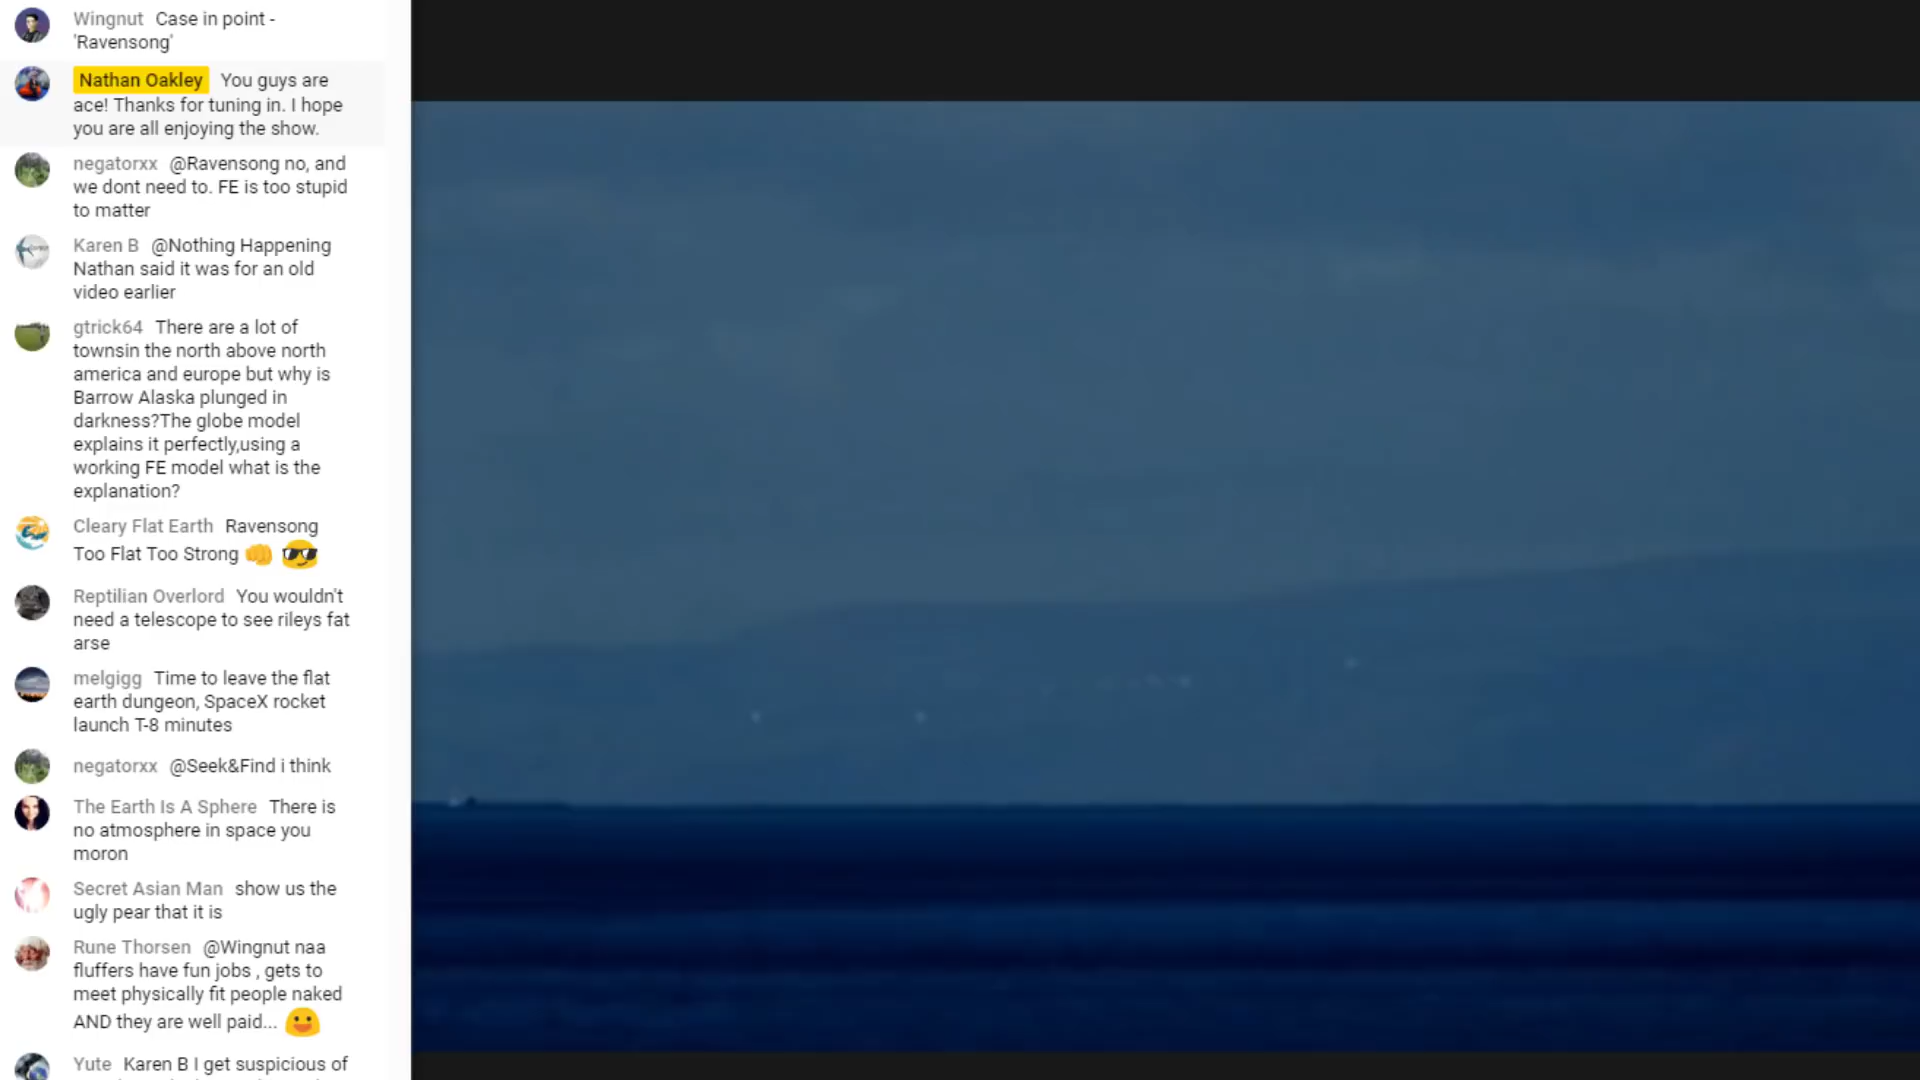 Wingnut Case in point -
'Ravensong'
Nathan Oakley You guys are
ace! Thanks for tuning in. I hope
you are all enjoying the show.
negatorxx @Ravensong no, and
we dont need to. FE is too stupid
to matter
Karen B @Nothing Happening
Nathan said it was for an old
video earlier
gtrick64 There are a lot of
townsin the north above north
america and europe but why is
Barrow Alaska plunged in
darkness?The globe model
explains it perfectly,using a
working FE model what is the
explanation?
Cleary Flat Earth Ravensong
Too Flat Too Strong 👊 😎
Reptilian Overlord You wouldn't
need a telescope to see rileys fat
arse
melgigg Time to leave the flat
earth dungeon, SpaceX rocket
launch T-8 minutes
negatorxx @Seek&Find i think
The Earth Is A Sphere There is
no atmosphere in space you
moron
Secret Asian Man show us the
ugly pear that it is
Rune Thorsen @Wingnut naa
fluffers have fun jobs , gets to
meet physically fit people naked
AND they are well paid... 😃
Yute Karen B I get suspicious of